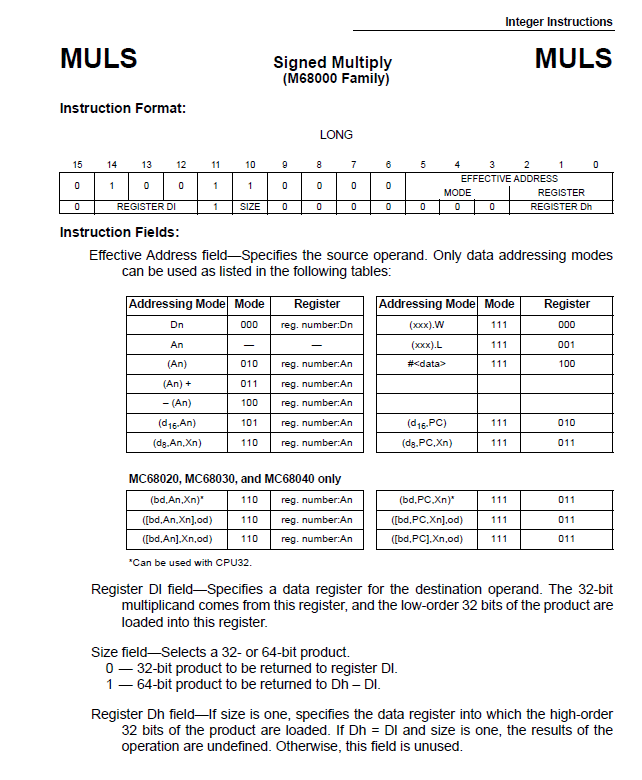 Integer Instructions
MULS Signed Multiply MULS
(M68000 Family)
Instruction Format:
LONG
15 14 13 12 11 10 9 8 7 6 5 4 3 2 1 0
0 1 0 0 1 1 0 0 0 0 EFFECTIVE ADDRESS
MODE REGISTER
0 REGISTER Dl 1 SIZE 0 0 0 0 0 0 0 REGISTER Dh
Instruction Fields:
Effective Address field—Specifies the source operand. Only data addressing modes
can be used as listed in the following tables:
Addressing Mode Mode Register Addressing Mode Mode Register
Dn 000 reg. number:Dn (xxx).W 111 000
An — — (xxx).L 111 001
(An) 010 reg. number:An #<data> 111 100
(An) + 011 reg. number:An
– (An) 100 reg. number:An
(d16,An) 101 reg. number:An (d16,PC) 111 010
(d8,An,Xn) 110 reg. number:An (d8,PC,Xn) 111 011
MC68020, MC68030, and MC68040 only
(bd,An,Xn)* 110 reg. number:An (bd,PC,Xn)* 111 011
([bd,An,Xn],od) 110 reg. number:An ([bd,PC,Xn],od) 111 011
([bd,An],Xn,od) 110 reg. number:An ([bd,PC],Xn,od) 111 011
*Can be used with CPU32.
Register Dl field—Specifies a data register for the destination operand. The 32-bit
multiplicand comes from this register, and the low-order 32 bits of the product are
loaded into this register.
Size field—Selects a 32- or 64-bit product.
0 — 32-bit product to be returned to register Dl.
1 — 64-bit product to be returned to Dh – Dl.
Register Dh field—If size is one, specifies the data register into which the high-order
32 bits of the product are loaded. If Dh = Dl and size is one, the results of the
operation are undefined. Otherwise, this field is unused.